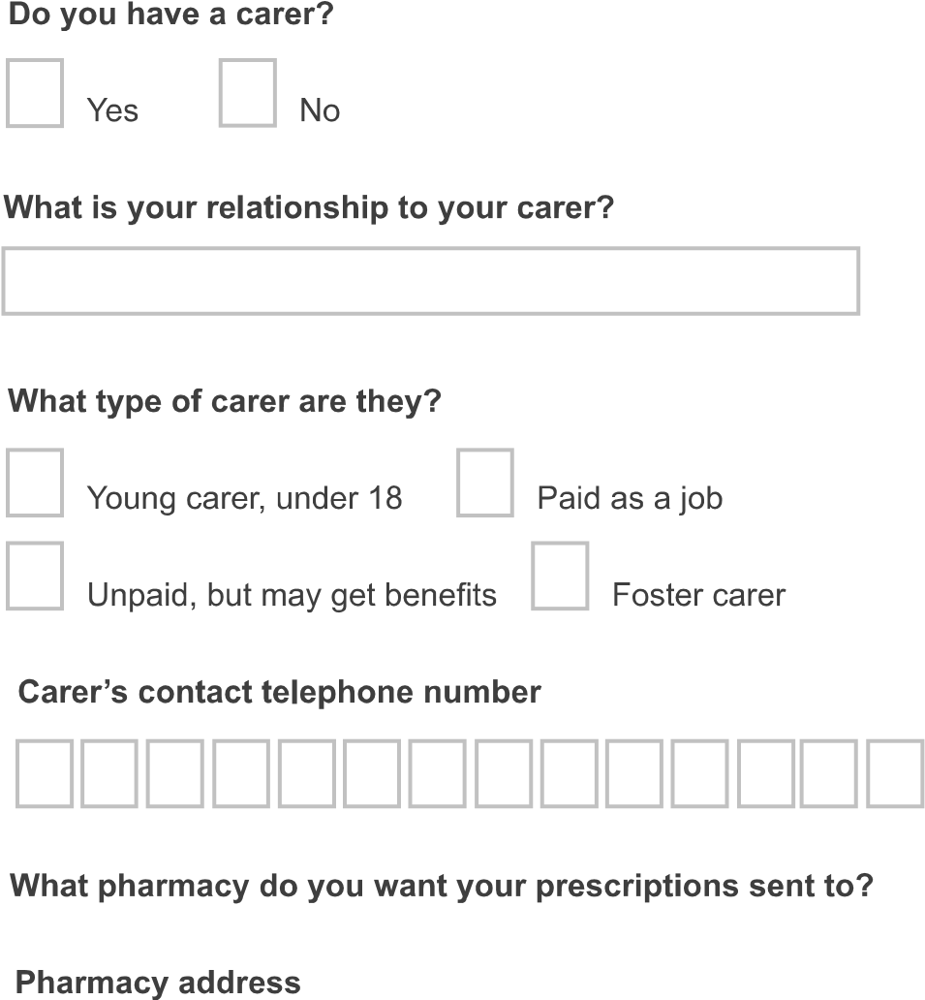 Do you have a carer?
Yes No
What is your relationship to your carer?
What type of carer are they?
Young carer, under 18 Paid as a job
Unpaid, but may get benefits Foster carer
Carer’s contact telephone number
What pharmacy do you want your prescriptions sent to?
Pharmacy address